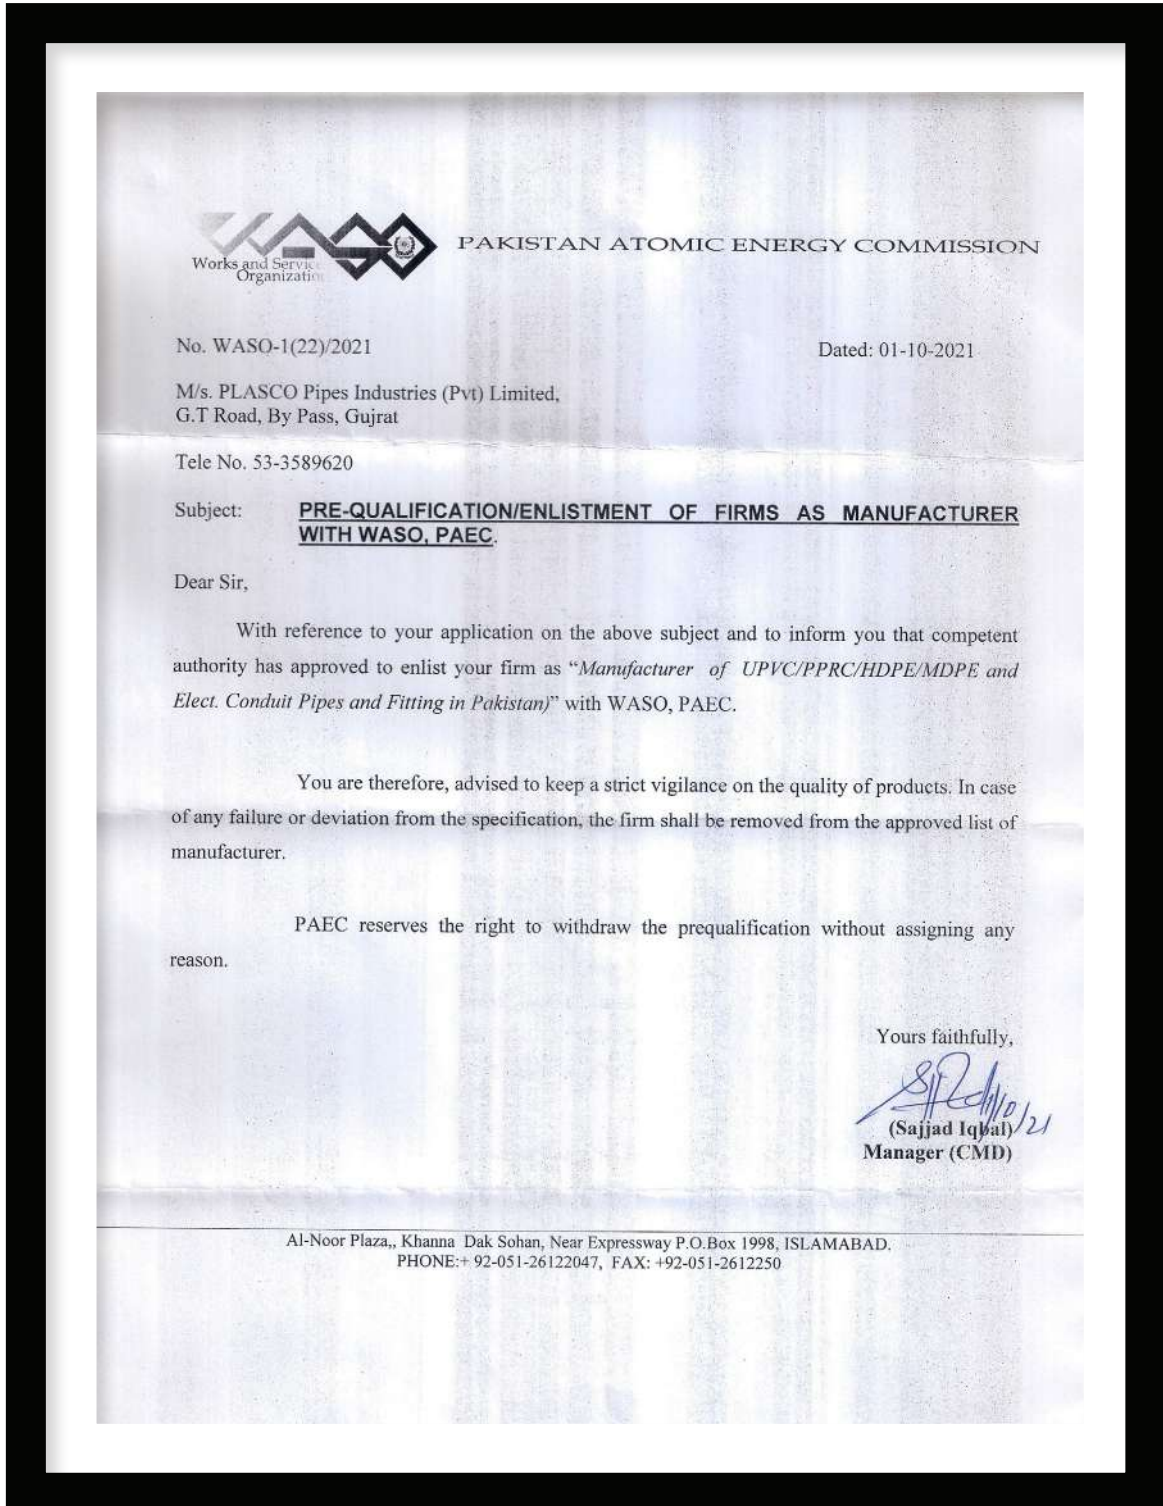 PAKISTAN ATOMIC ENERGY COMMISSION
Works and Service
Organization
No. WASO-1(22)/2021
Dated: 01-10-2021
M/s. PLASCO Pipes Industries (Pvt) Limited,
G.T Road, By Pass, Gujrat
Tele No. 53-3589620
Subject: PRE-QUALIFICATION/ENLISTMENT OF FIRMS AS MANUFACTURER
WITH WASO, PAEC.
Dear Sir,
With reference to your application on the above subject and to inform you that competent
authority has approved to enlist your firm as “Manufacturer of UPVC/PPRC/HDPE/MDPE and
Elect. Conduit Pipes and Fitting in Pakistan)” with WASO, PAEC.
You are therefore, advised to keep a strict vigilance on the quality of products. In case
of any failure or deviation from the specification, the firm shall be removed from the approved list of
manufacturer.
PAEC reserves the right to withdraw the prequalification without assigning any
reason.
Yours faithfully,
(Sajjad Iqbal)
Manager (CMD)
Al-Noor Plaza,, Khanna Dak Sohan, Near Expressway P.O.Box 1998, ISLAMABAD.
PHONE:+ 92-051-26122047, FAX: +92-051-2612250